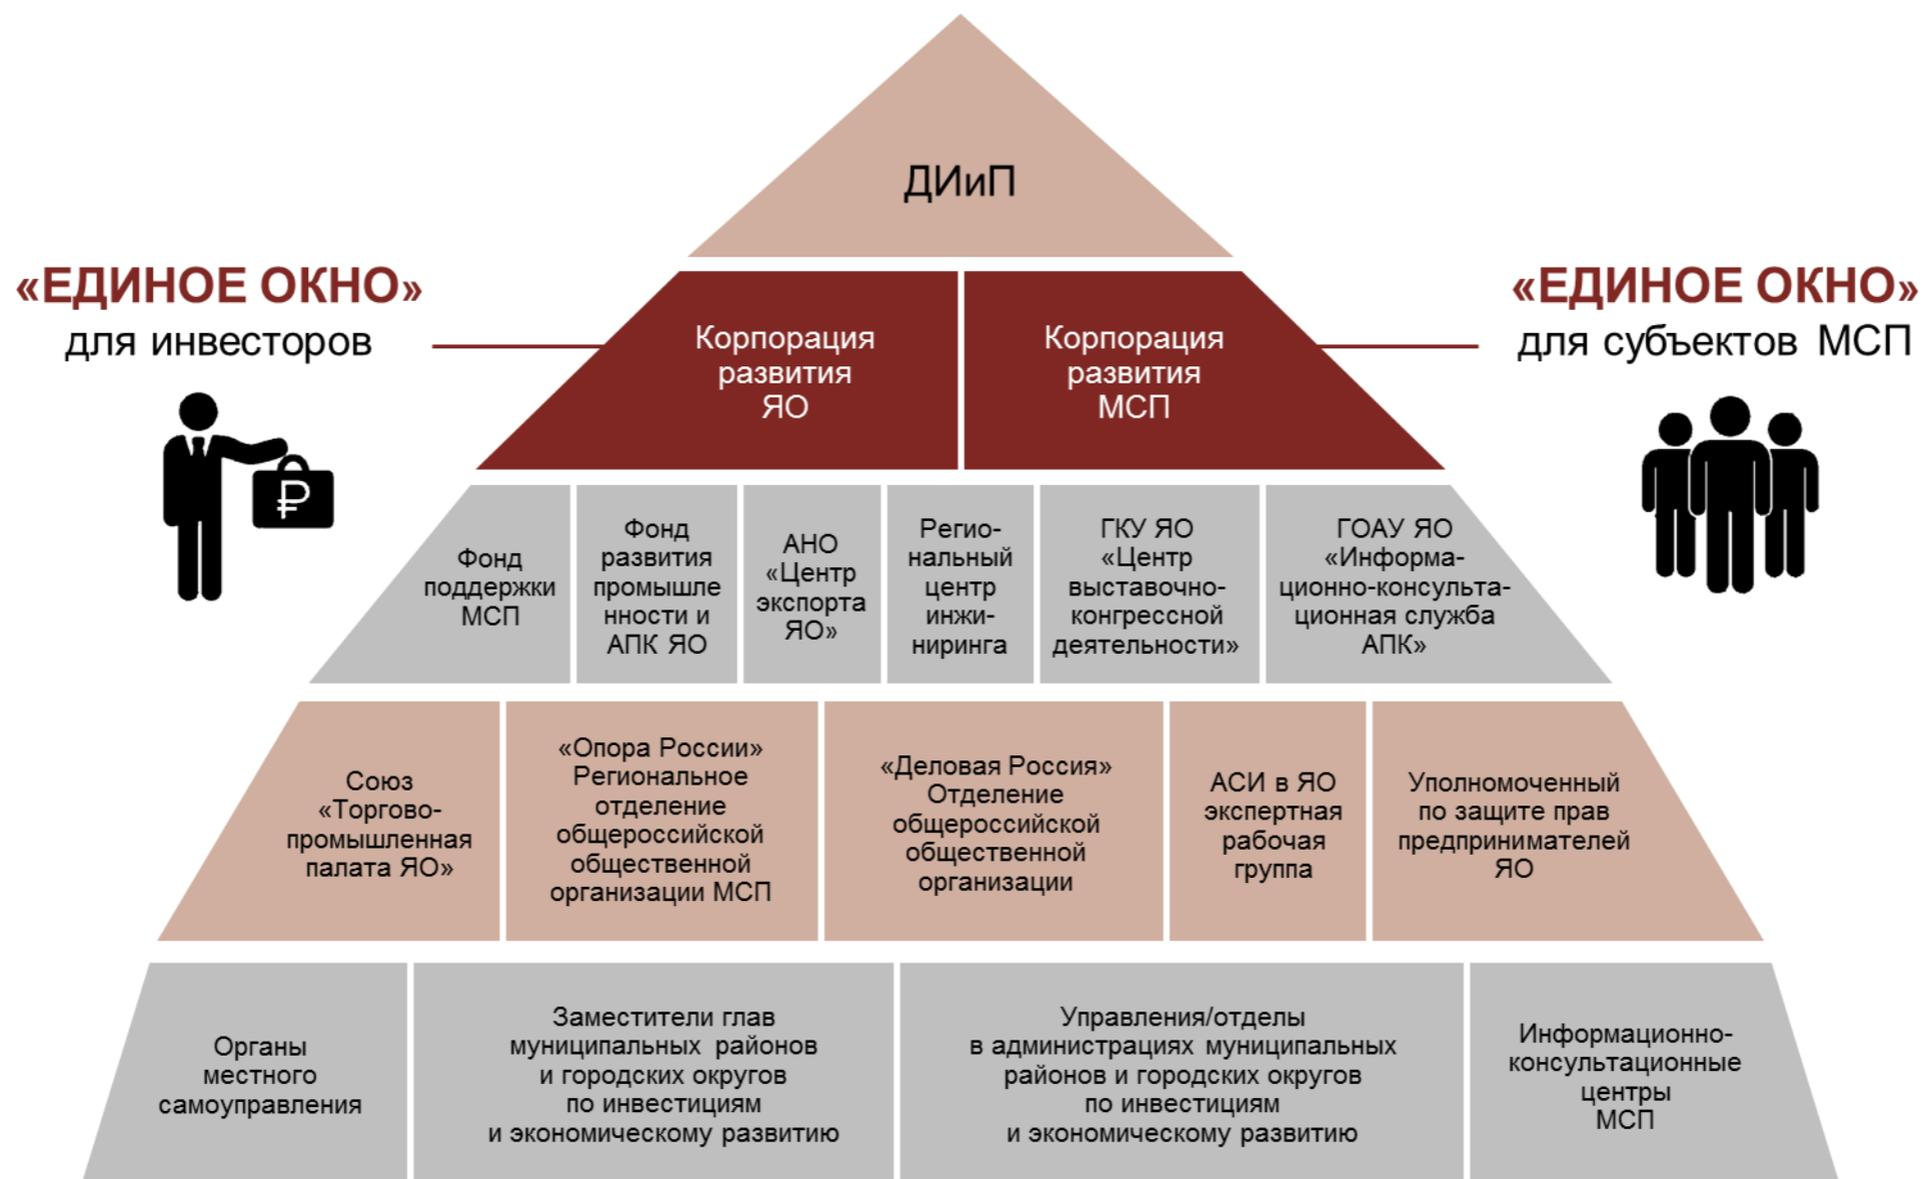 ДИиП
«ЕДИНОЕ ОКНО»
для инвесторов
«ЕДИНОЕ ОКНО»
для субъектов МСП
Корпорация
развития
ЯО
Корпорация
развития
МСП
Фонд
поддержки
МСП
Фонд
развития
промышле
нности и
АПК ЯО
АНО
«Центр
экспорта
ЯО»
Регио-
нальный
центр
инжи-
ниринга
ГКУ ЯО
«Центр
выставочно-
конгрессной
деятельности»
ГОАУ ЯО
«Информа-
ционно-консульта-
ционная служба
АПК»
Союз
«Торгово-
промышленная
палата ЯО»
«Опора России»
Региональное
отделение
общероссийской
общественной
организации МСП
«Деловая Россия»
Отделение
общероссийской
общественной
организации
АСИ в ЯО
экспертная
рабочая
группа
Уполномоченный
по защите прав
предпринимателей
ЯО
Органы
местного
самоуправления
Заместители глав
муниципальных районов
и городских округов
по инвестициям
и экономическому развитию
Управления/отделы
в администрациях муниципальных
районов и городских округов
по инвестициям
и экономическому развитию
Информационно-
консультационные
центры
МСП